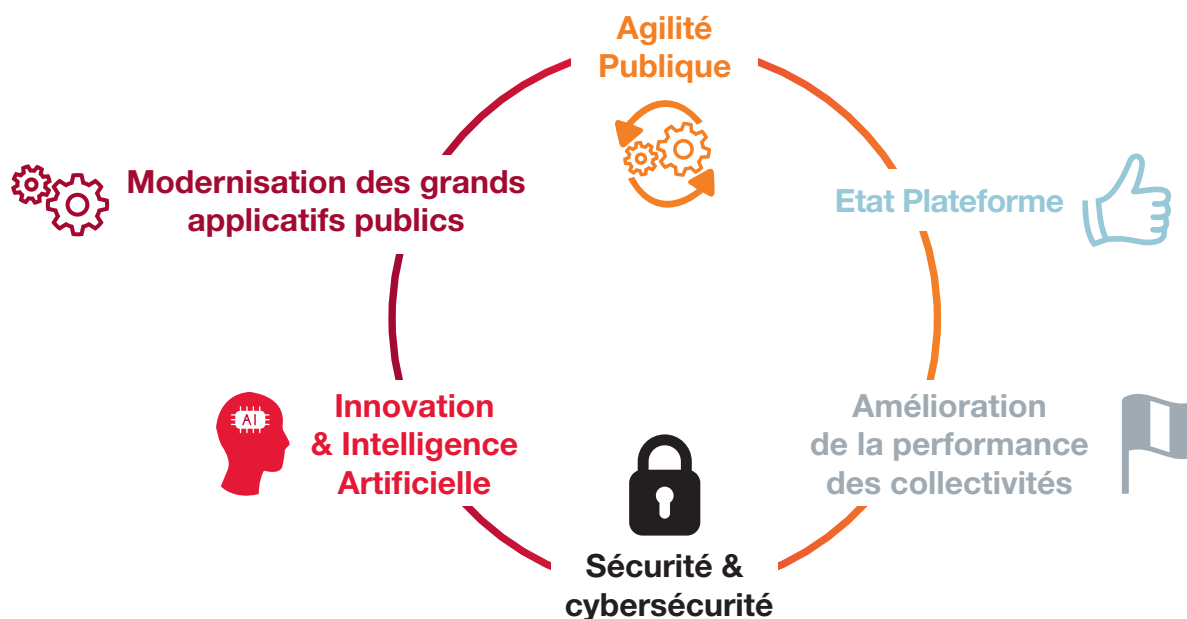 Agilité
Publique
Modernisation des grands
applicatifs publics
Etat Plateforme
Innovation
& Intelligence
Artificielle
AI
Amélioration
de la performance
des collectivités
Sécurité &
cybersécurité